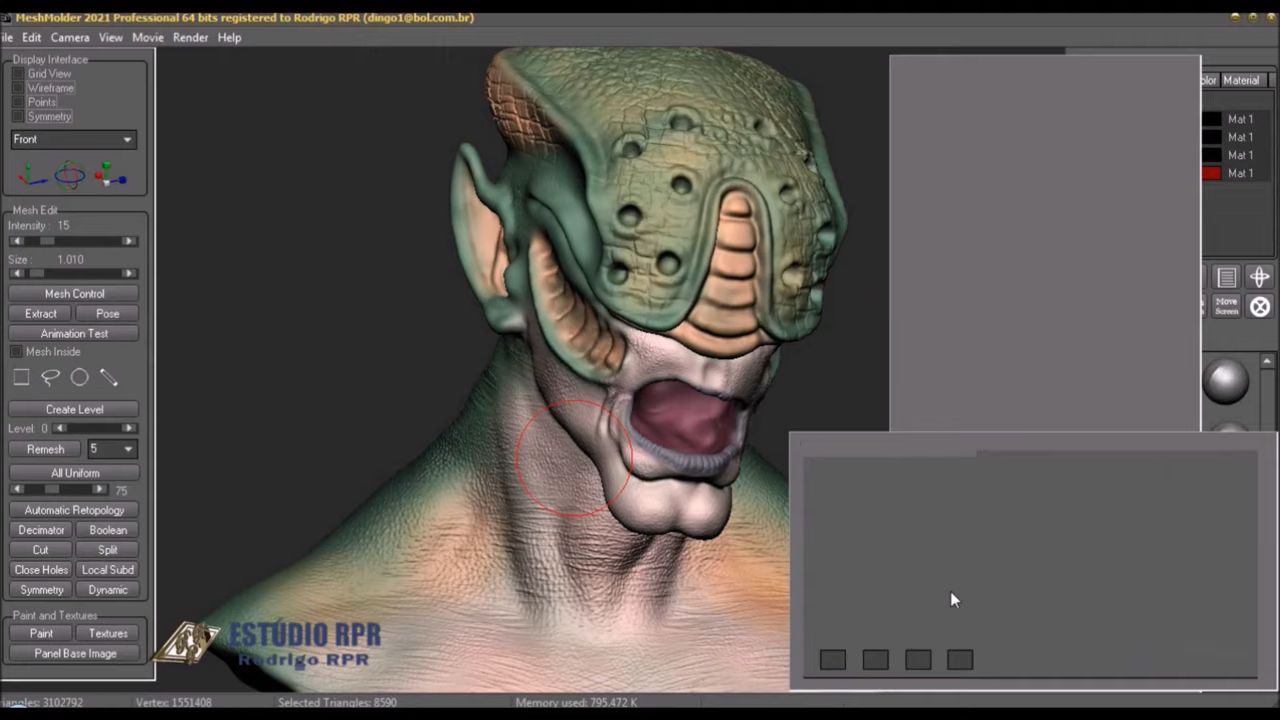 MeshMolder 2021 Professional 64 bits registered to Rodrigo RPR (dingo1@bol.com.br)
ile Edit Camera View Movie Render Help
Display Interface
Grid View
Wireframe
Points
Symmetry
Front
Mesh Edit
Intensity : 15
Size : 1.010
Mesh Control
Extract Pose
Animation Test
Mesh Inside
Create Level
Level: 0
Remesh 5
All Uniform
75
Automatic Retopology
Decimator Boolean
Cut Split
Close Holes Local Subd
Symmetry Dynamic
Paint and Textures
Paint Textures
Panel Base Image
olor Material
Mat 1
Mat 1
Mat 1
Mat 1
Move
Screen
ESTÚDIO RPR
Rodrigo RPR
iangles: 3102792 Vertex: 1551408 Selected Triangles: 8590 Memory used: 795.472 K